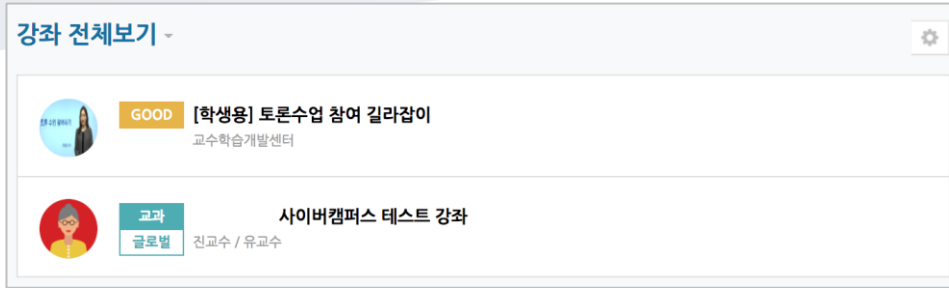 강좌 전체보기
GOOD [학생용] 토론수업 참여 길라잡이
교수학습개발센터
교과 사이버캠퍼스 테스트 강좌
글로벌 진교수 / 유교수